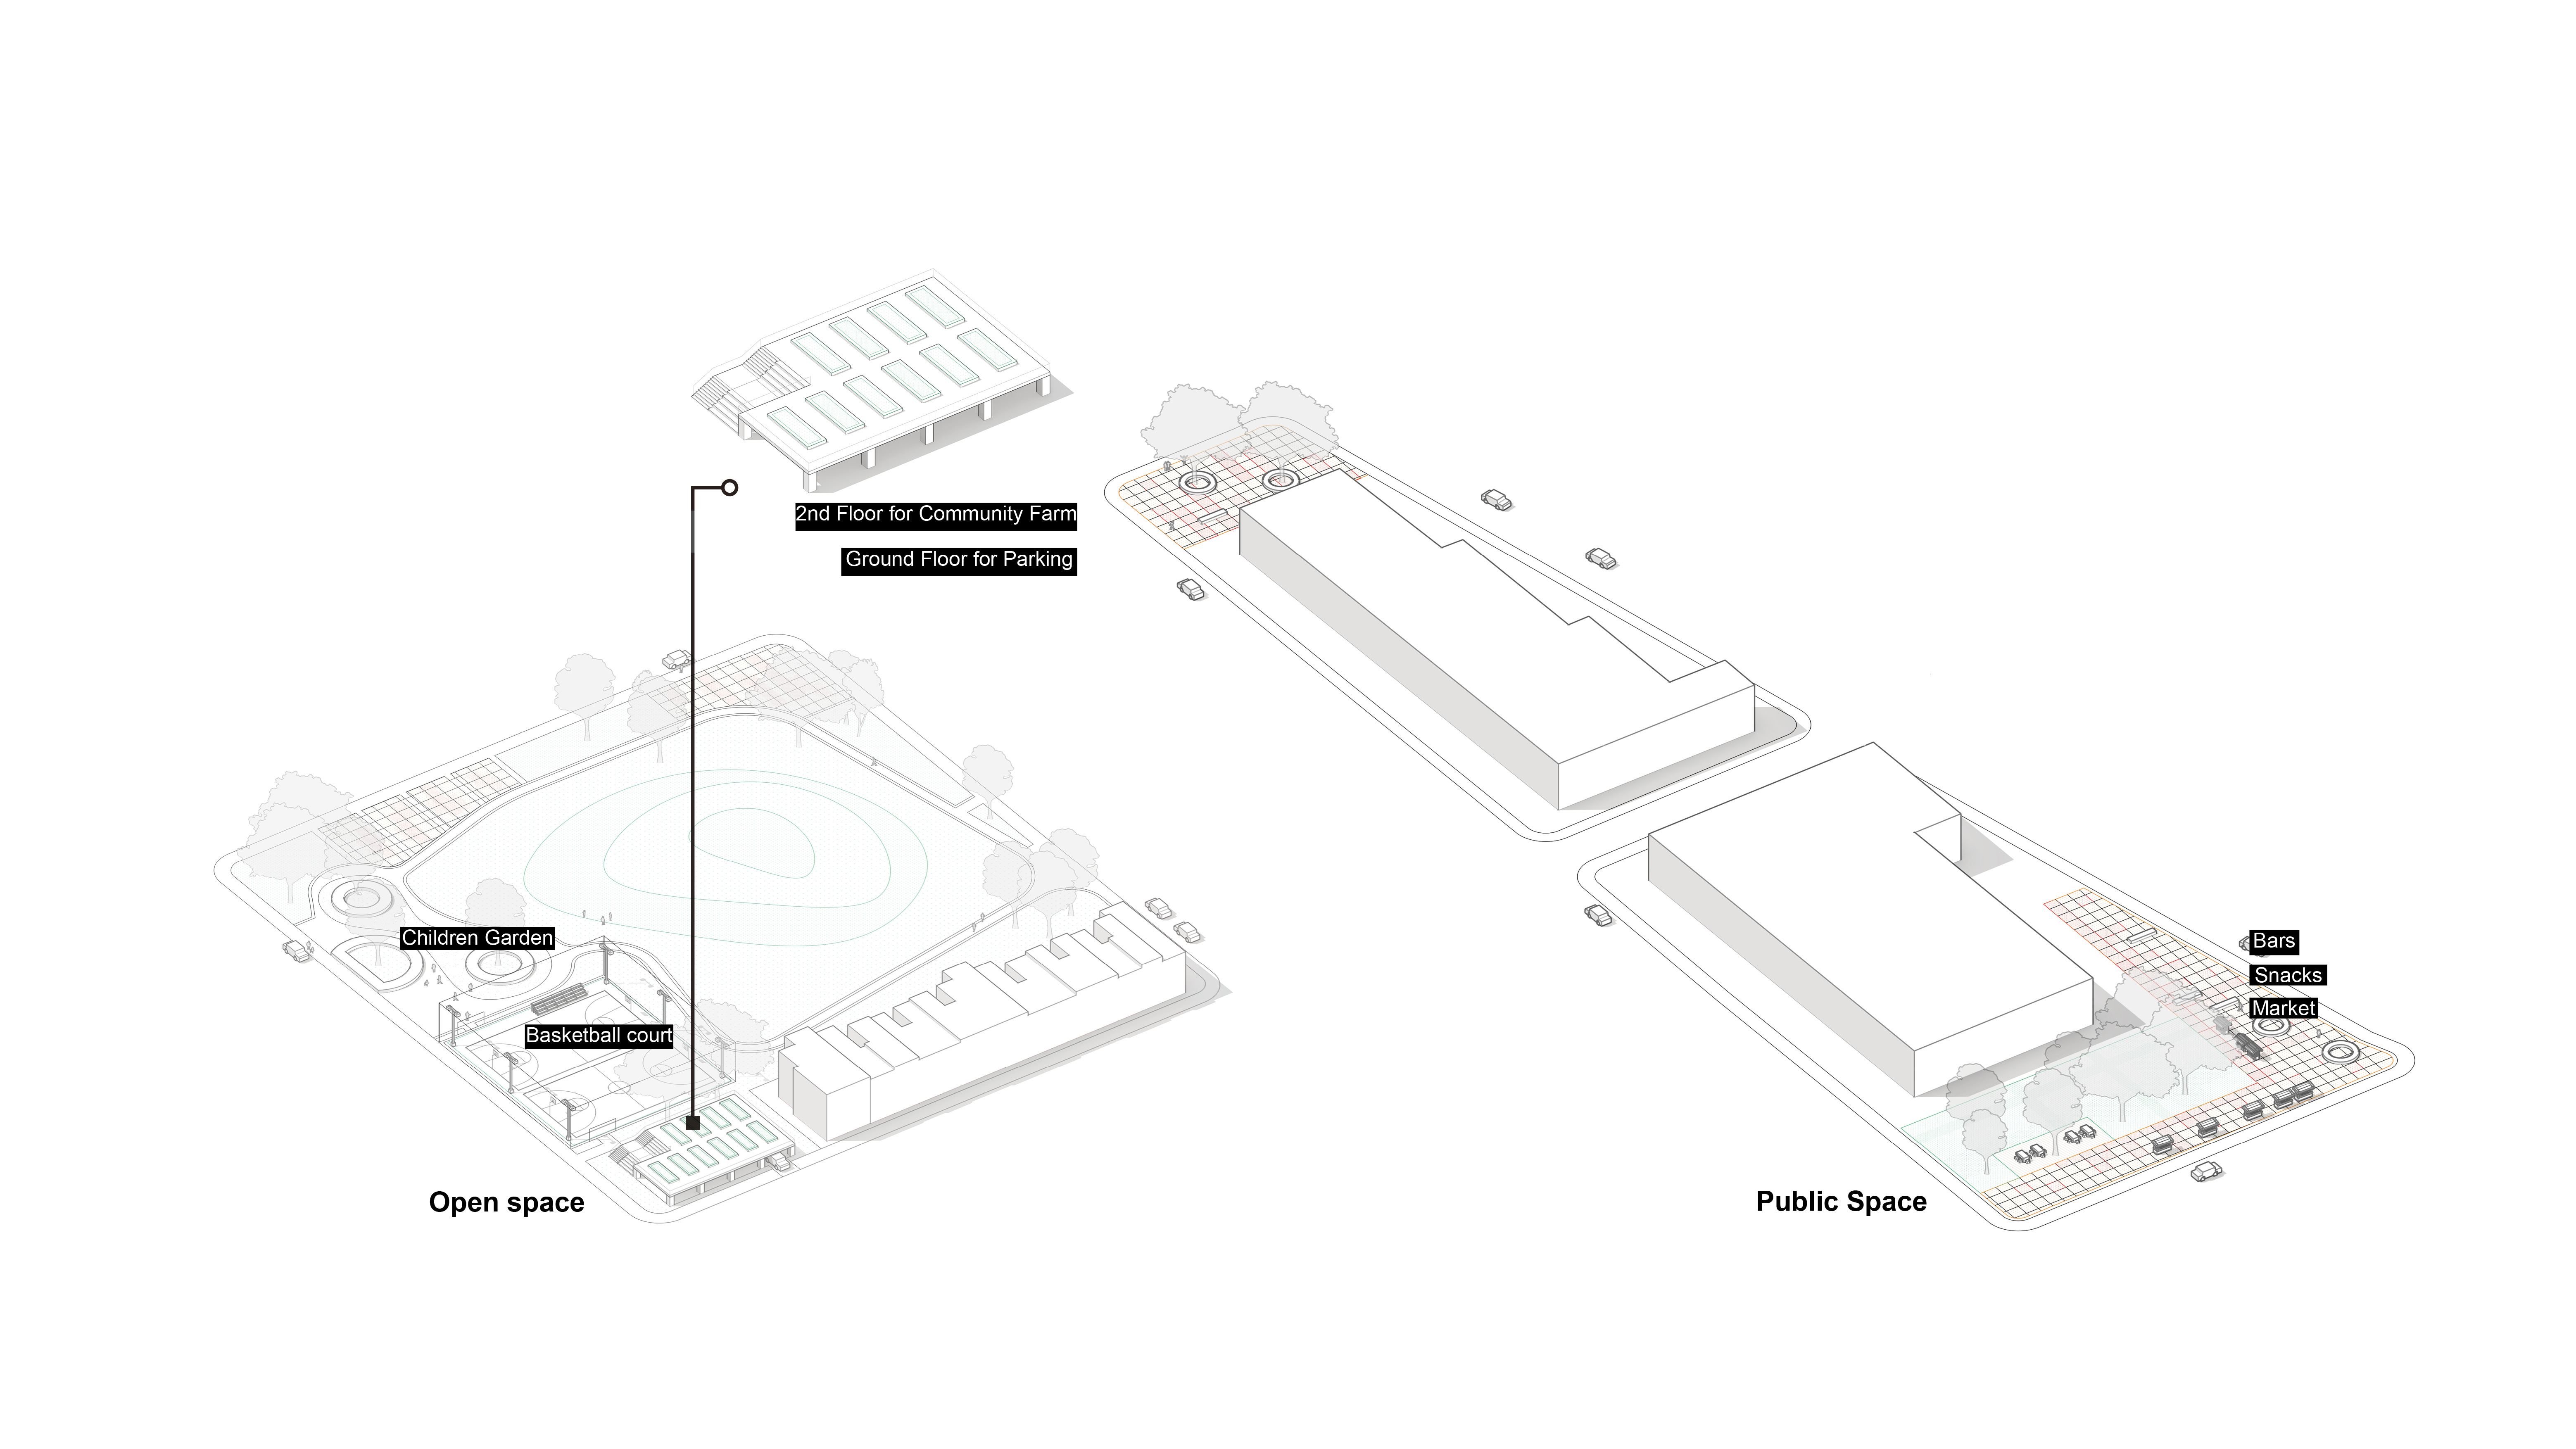 2nd Floor for Community Farm
Ground Floor for Parking
Children Garden
Basketball court
Open space
Bars
Snacks
Market
Public Space